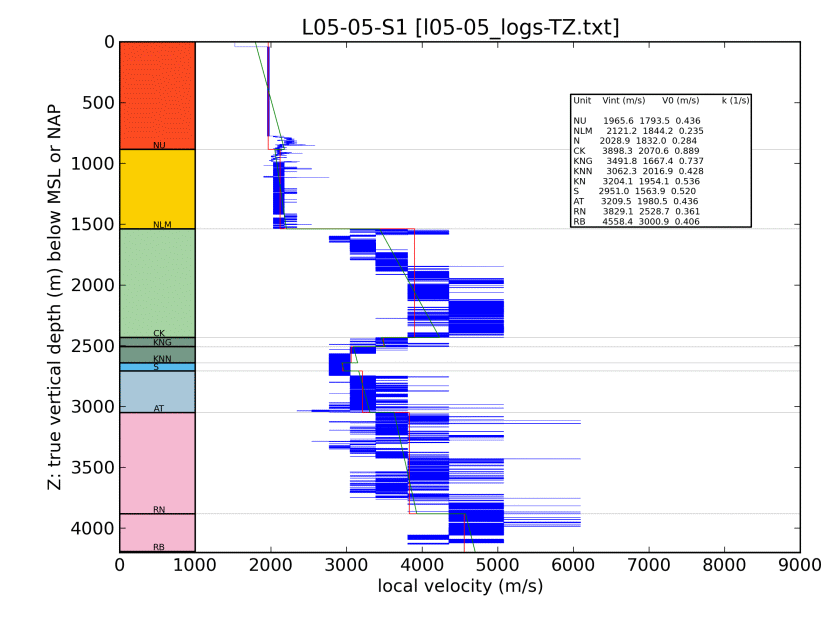 L05-05-S1 [l05-05_logs-TZ.txt]
Z: true vertical depth (m) below MSL or NAP
0
500
1000
1500
2000
2500
3000
3500
4000
NU
NLM
CK
KNG
KNN
S
AT
RN
RB
Unit Vint (m/s) V0 (m/s) k (1/s)
NU 1965.6 1793.5 0.436
NLM 2121.2 1844.2 0.235
N 2028.9 1832.0 0.284
CK 3898.3 2070.6 0.889
KNG 3491.8 1667.4 0.737
KNN 3062.3 2016.9 0.428
KN 3204.1 1954.1 0.536
S 2951.0 1563.9 0.520
AT 3209.5 1980.5 0.436
RN 3829.1 2528.7 0.361
RB 4558.4 3000.9 0.406
0 1000 2000 3000 4000 5000 6000 7000 8000 9000
local velocity (m/s)